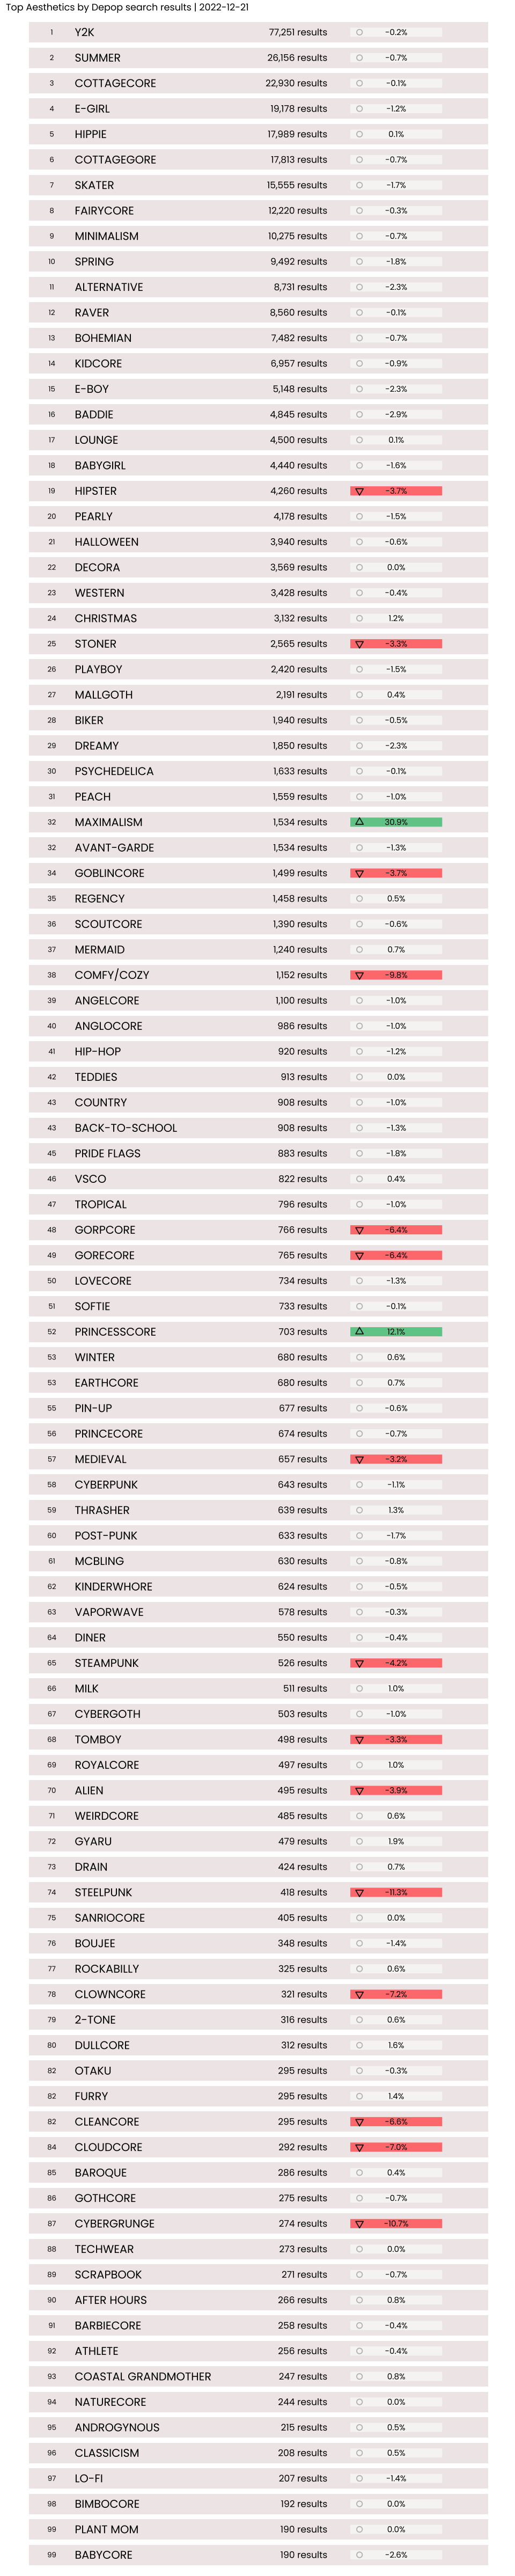 Top Aesthetics by Depop search results | 2022-12-21
1 Y2K 77,251 results -0.2%
2 SUMMER 26,156 results -0.7%
3 COTTAGECORE 22,930 results -0.1%
4 E-GIRL 19,178 results -1.2%
5 HIPPIE 17,989 results 0.1%
6 COTTAGEGORE 17,813 results -0.7%
7 SKATER 15,555 results -1.7%
8 FAIRYCORE 12,220 results -0.3%
9 MINIMALISM 10,275 results -0.7%
10 SPRING 9,492 results -1.8%
11 ALTERNATIVE 8,731 results -2.3%
12 RAVER 8,560 results -0.1%
13 BOHEMIAN 7,482 results -0.7%
14 KIDCORE 6,957 results -0.9%
15 E-BOY 5,148 results -2.3%
16 BADDIE 4,845 results -2.9%
17 LOUNGE 4,500 results 0.1%
18 BABYGIRL 4,440 results -1.6%
19 HIPSTER 4,260 results -3.7%
20 PEARLY 4,178 results -1.5%
21 HALLOWEEN 3,940 results -0.6%
22 DECORA 3,569 results 0.0%
23 WESTERN 3,428 results -0.4%
24 CHRISTMAS 3,132 results 1.2%
25 STONER 2,565 results -3.3%
26 PLAYBOY 2,420 results -1.5%
27 MALLGOTH 2,191 results 0.4%
28 BIKER 1,940 results -0.5%
29 DREAMY 1,850 results -2.3%
30 PSYCHEDELICA 1,633 results -0.1%
31 PEACH 1,559 results -1.0%
32 MAXIMALISM 1,534 results 30.9%
32 AVANT-GARDE 1,534 results -1.3%
34 GOBLINCORE 1,499 results -3.7%
35 REGENCY 1,458 results 0.5%
36 SCOUTCORE 1,390 results -0.6%
37 MERMAID 1,240 results 0.7%
38 COMFY/COZY 1,152 results -9.8%
39 ANGELCORE 1,100 results -1.0%
40 ANGLOCORE 986 results -1.0%
41 HIP-HOP 920 results -1.2%
42 TEDDIES 913 results 0.0%
43 COUNTRY 908 results -1.0%
43 BACK-TO-SCHOOL 908 results -1.3%
45 PRIDE FLAGS 883 results -1.8%
46 VSCO 822 results 0.4%
47 TROPICAL 796 results -1.0%
48 GORPCORE 766 results -6.4%
49 GORECORE 765 results -6.4%
50 LOVECORE 734 results -1.3%
51 SOFTIE 733 results -0.1%
52 PRINCESSCORE 703 results 12.1%
53 WINTER 680 results 0.6%
53 EARTHCORE 680 results 0.7%
55 PIN-UP 677 results -0.6%
56 PRINCECORE 674 results -0.7%
57 MEDIEVAL 657 results -3.2%
58 CYBERPUNK 643 results -1.1%
59 THRASHER 639 results 1.3%
60 POST-PUNK 633 results -1.7%
61 MCBLING 630 results -0.8%
62 KINDERWHORE 624 results -0.5%
63 VAPORWAVE 578 results -0.3%
64 DINER 550 results -0.4%
65 STEAMPUNK 526 results -4.2%
66 MILK 511 results 1.0%
67 CYBERGOTH 503 results -1.0%
68 TOMBOY 498 results -3.3%
69 ROYALCORE 497 results 1.0%
70 ALIEN 495 results -3.9%
71 WEIRDCORE 485 results 0.6%
72 GYARU 479 results 1.9%
73 DRAIN 424 results 0.7%
74 STEELPUNK 418 results -11.3%
75 SANRIOCORE 405 results 0.0%
76 BOUJEE 348 results -1.4%
77 ROCKABILLY 325 results 0.6%
78 CLOWNCORE 321 results -7.2%
79 2-TONE 316 results 0.6%
80 DULLCORE 312 results 1.6%
82 OTAKU 295 results -0.3%
82 FURRY 295 results 1.4%
82 CLEANCORE 295 results -6.6%
84 CLOUDCORE 292 results -7.0%
85 BAROQUE 286 results 0.4%
86 GOTHCORE 275 results -0.7%
87 CYBERGRUNGE 274 results -10.7%
88 TECHWEAR 273 results 0.0%
89 SCRAPBOOK 271 results -0.7%
90 AFTER HOURS 266 results 0.8%
91 BARBIECORE 258 results -0.4%
92 ATHLETE 256 results -0.4%
93 COASTAL GRANDMOTHER 247 results 0.8%
94 NATURECORE 244 results 0.0%
95 ANDROGYNOUS 215 results 0.5%
96 CLASSICISM 208 results 0.5%
97 LO-FI 207 results -1.4%
98 BIMBOCORE 192 results 0.0%
99 PLANT MOM 190 results 0.0%
99 BABYCORE 190 results -2.6%